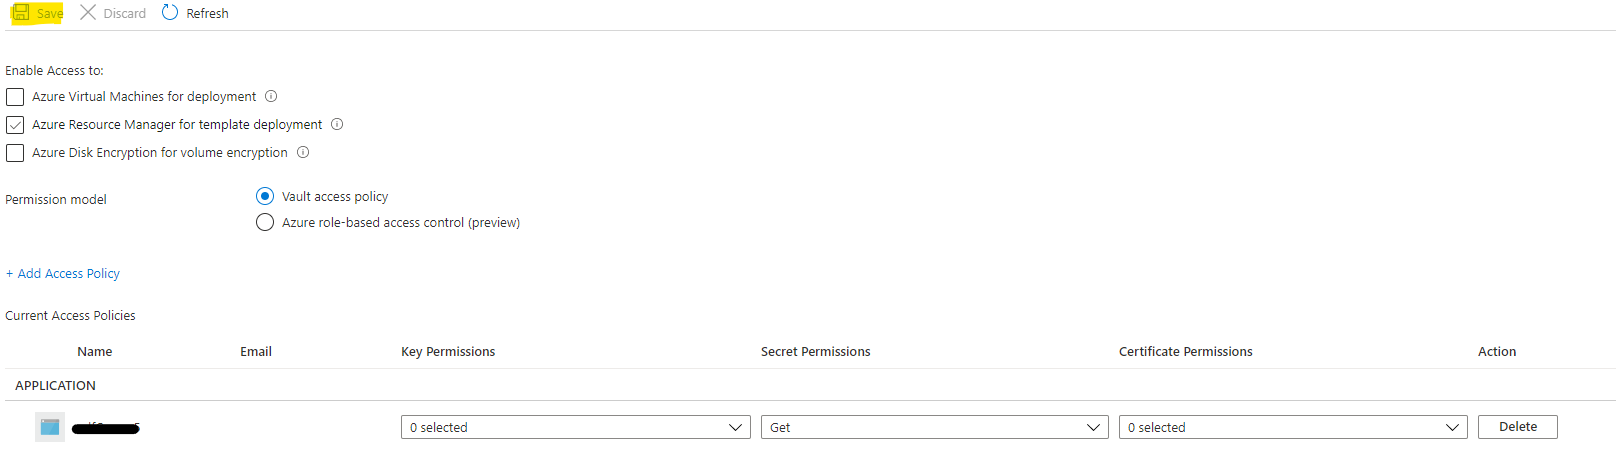 Save Discard Refresh
Enable Access to:
Azure Virtual Machines for deployment
Azure Resource Manager for template deployment
Azure Disk Encryption for volume encryption
Permission model Vault access policy
Azure role-based access control (preview)
+ Add Access Policy
Current Access Policies
Name Email Key Permissions Secret Permissions Certificate Permissions Action
APPLICATION
0 selected Get 0 selected Delete